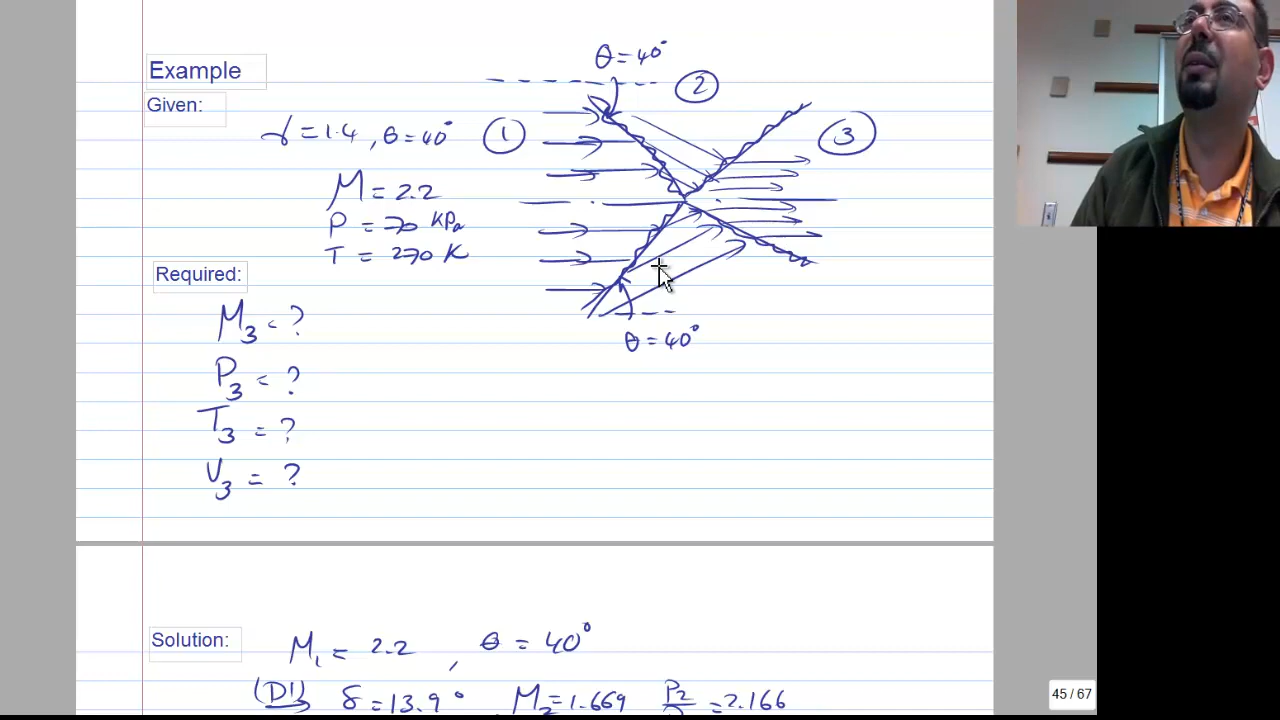 Example
Given:
γ = 1.4 , θ = 40°
M = 2.2
P = 70 KPa
T = 270 K
θ = 40°
1
2
3
θ = 40°
Required:
M3 = ?
P3 = ?
T3 = ?
V3 = ?
Solution:
M1 = 2.2 , θ = 40°
(D1) δ = 13.9° , M2 = 1.669 P2 = 2.166
45 / 67